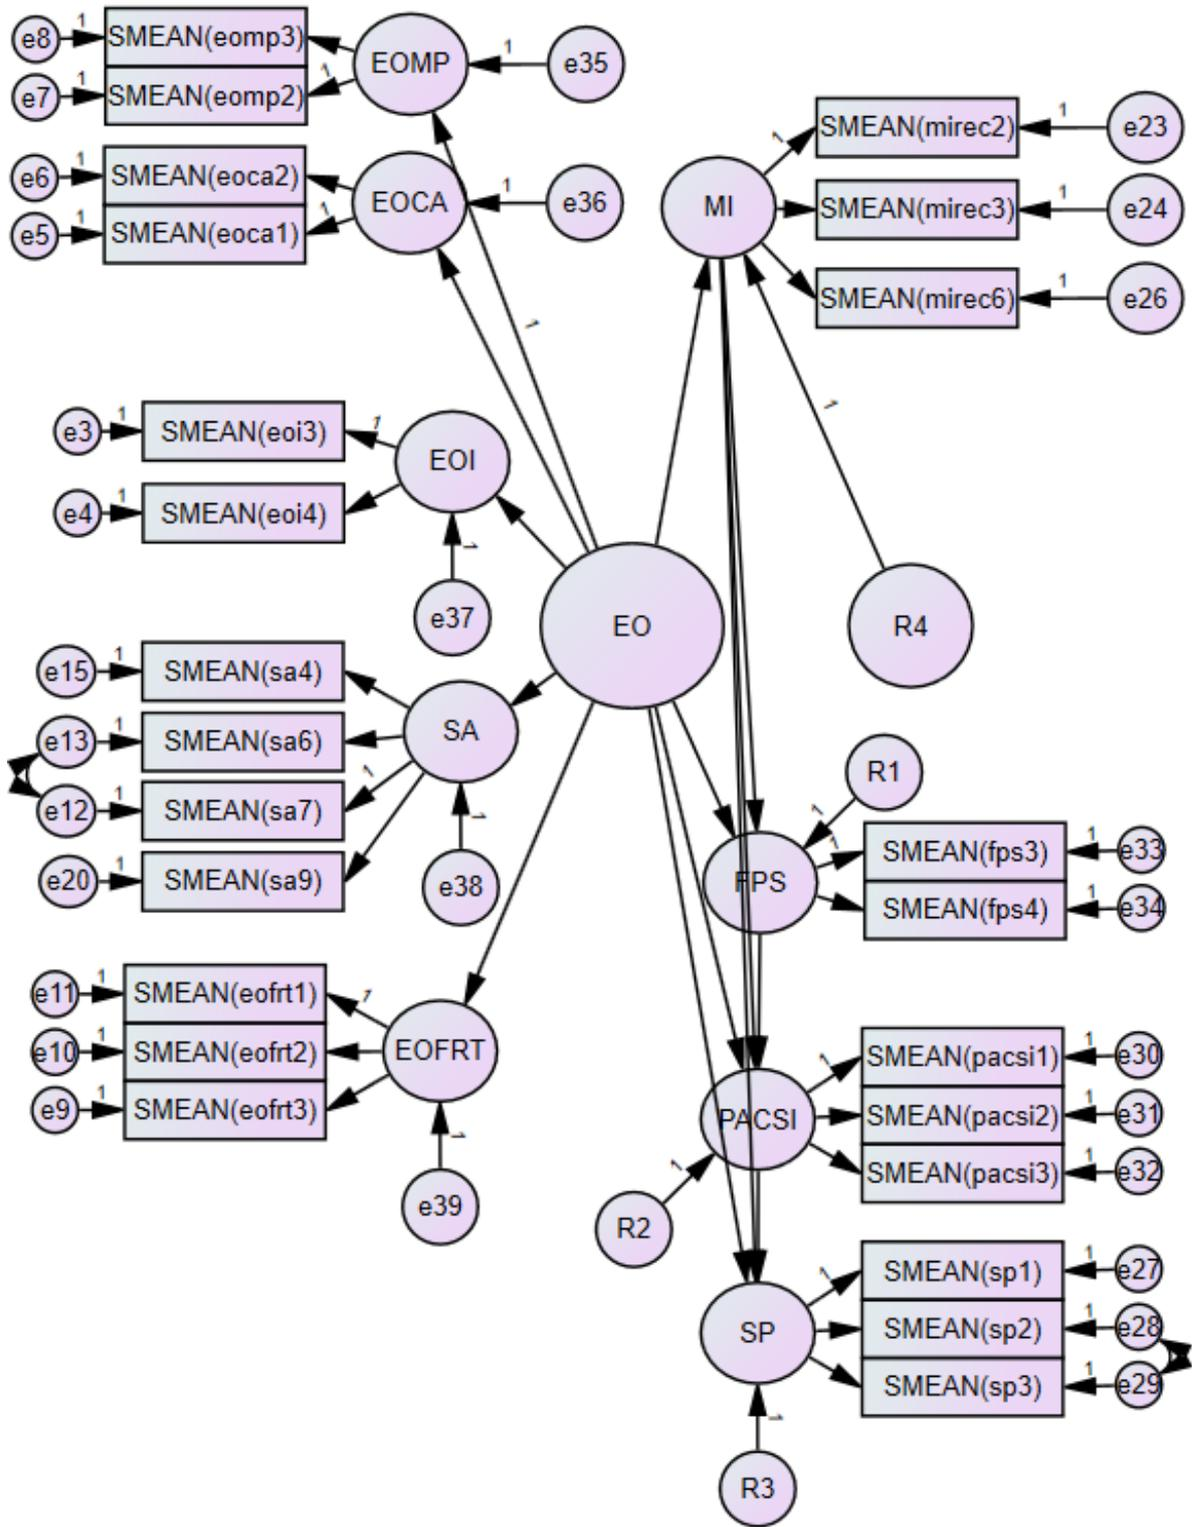 e8 1 SMEAN(eomp3)
e7 1 SMEAN(eomp2) 1
EOMP 1 e35
e6 1 SMEAN(eoca2)
e5 1 SMEAN(eoca1) 1
EOCA 1 e36
1
MI
1 SMEAN(mirec2) 1 e23
SMEAN(mirec3) 1 e24
SMEAN(mirec6) 1 e26
1
R4
e3 1 SMEAN(eoi3) 1
e4 1 SMEAN(eoi4)
EOI
1
e37
EO
e15 1 SMEAN(sa4)
e13 1 SMEAN(sa6)
e12 1 SMEAN(sa7) 1
e20 1 SMEAN(sa9)
SA
1
e38
R1
1
FPS
1 SMEAN(fps3) 1 e33
SMEAN(fps4) 1 e34
e11 1 SMEAN(eofrt1) 1
e10 1 SMEAN(eofrt2)
e9 1 SMEAN(eofrt3)
EOFRT
1
e39
PACSI
1 SMEAN(pacsi1) 1 e30
SMEAN(pacsi2) 1 e31
SMEAN(pacsi3) 1 e32
1
R2
SP
1 SMEAN(sp1) 1 e27
SMEAN(sp2) 1 e28
SMEAN(sp3) 1 e29
1
R3